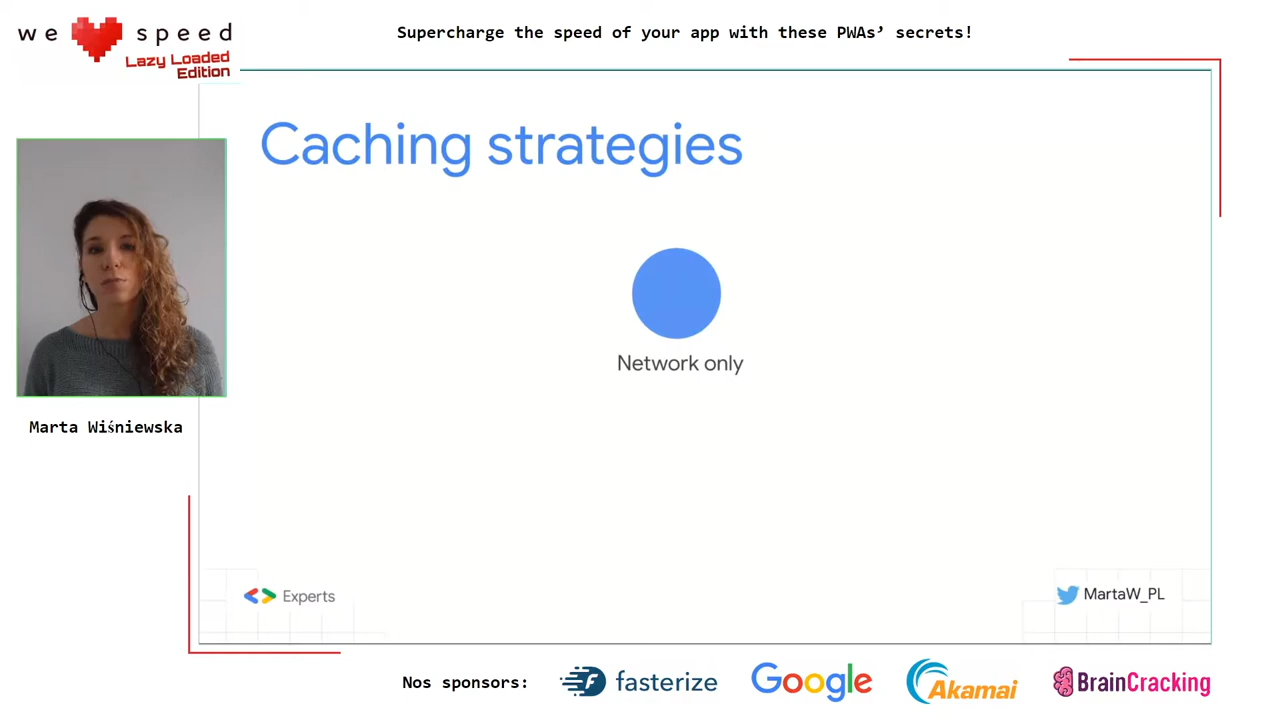 we speed
Lazy Loaded
Edition
Supercharge the speed of your app with these PWAs’ secrets!
Caching strategies
Network only
Marta Wiśniewska
Experts
MartaW_PL
Nos sponsors:
fasterize
Google
Akamai
BrainCracking